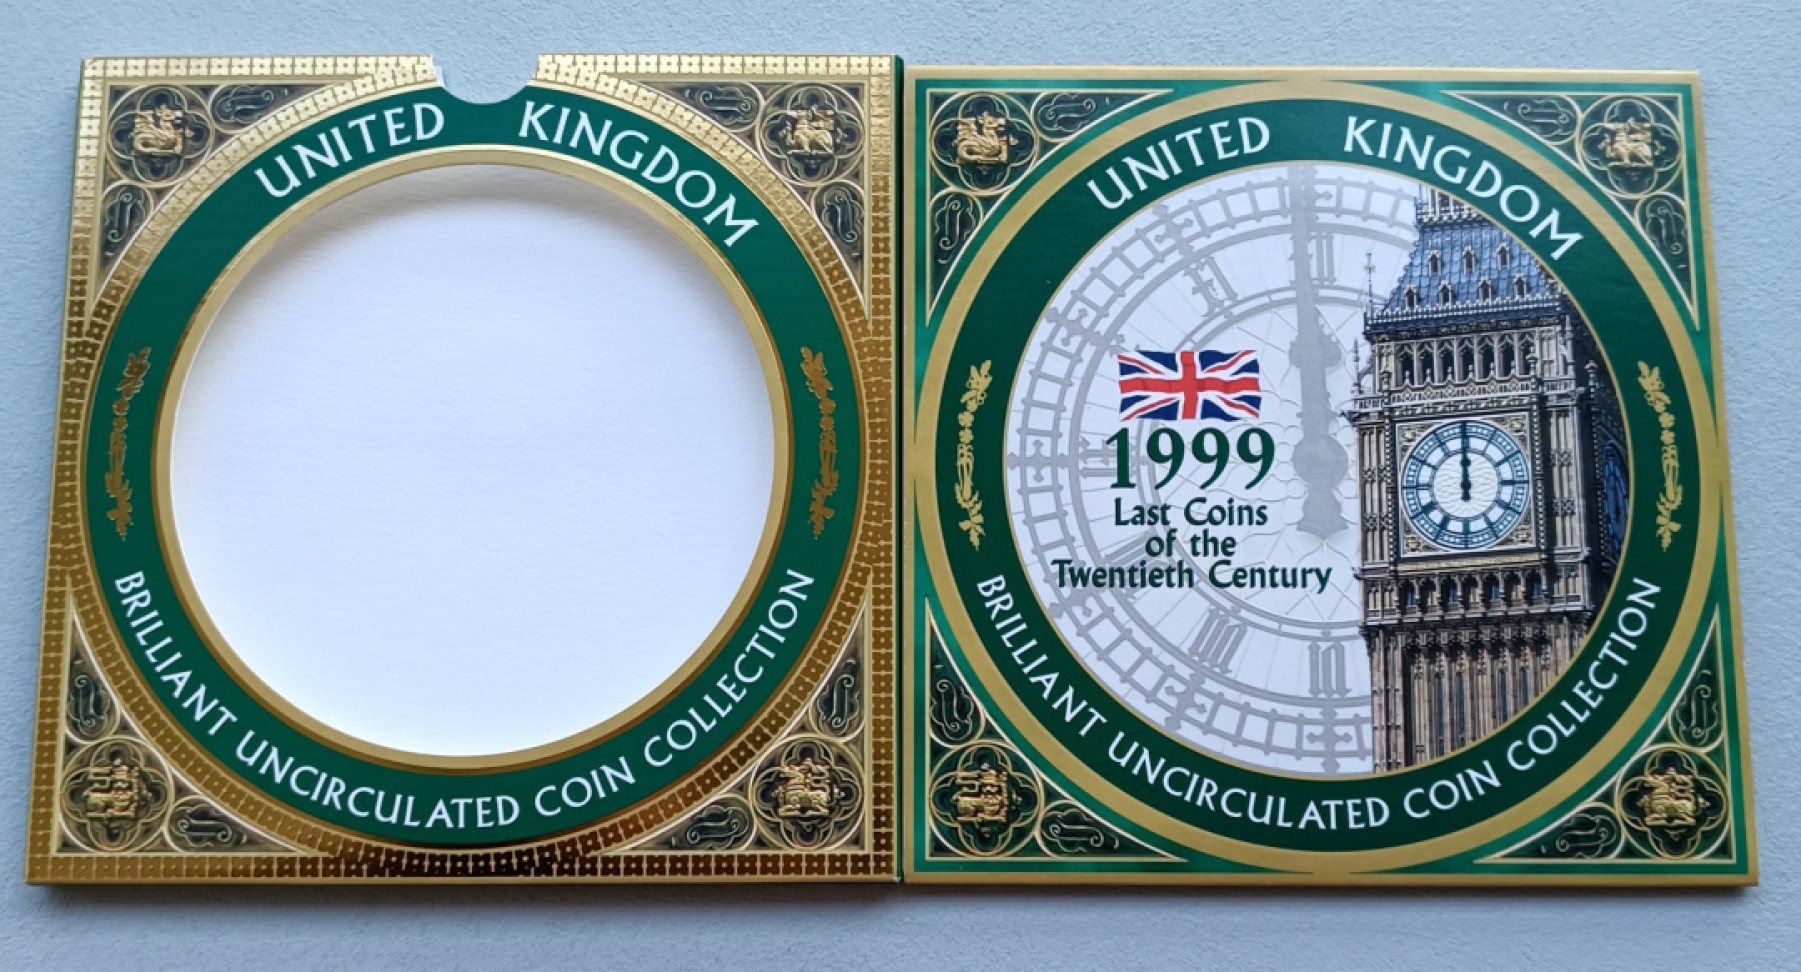 UNITED KINGDOM
BRILLIANT UNCIRCULATED COIN COLLECTION
UNITED KINGDOM
1999
Last Coins
of the
Twentieth Century
BRILLIANT UNCIRCULATED COIN COLLECTION